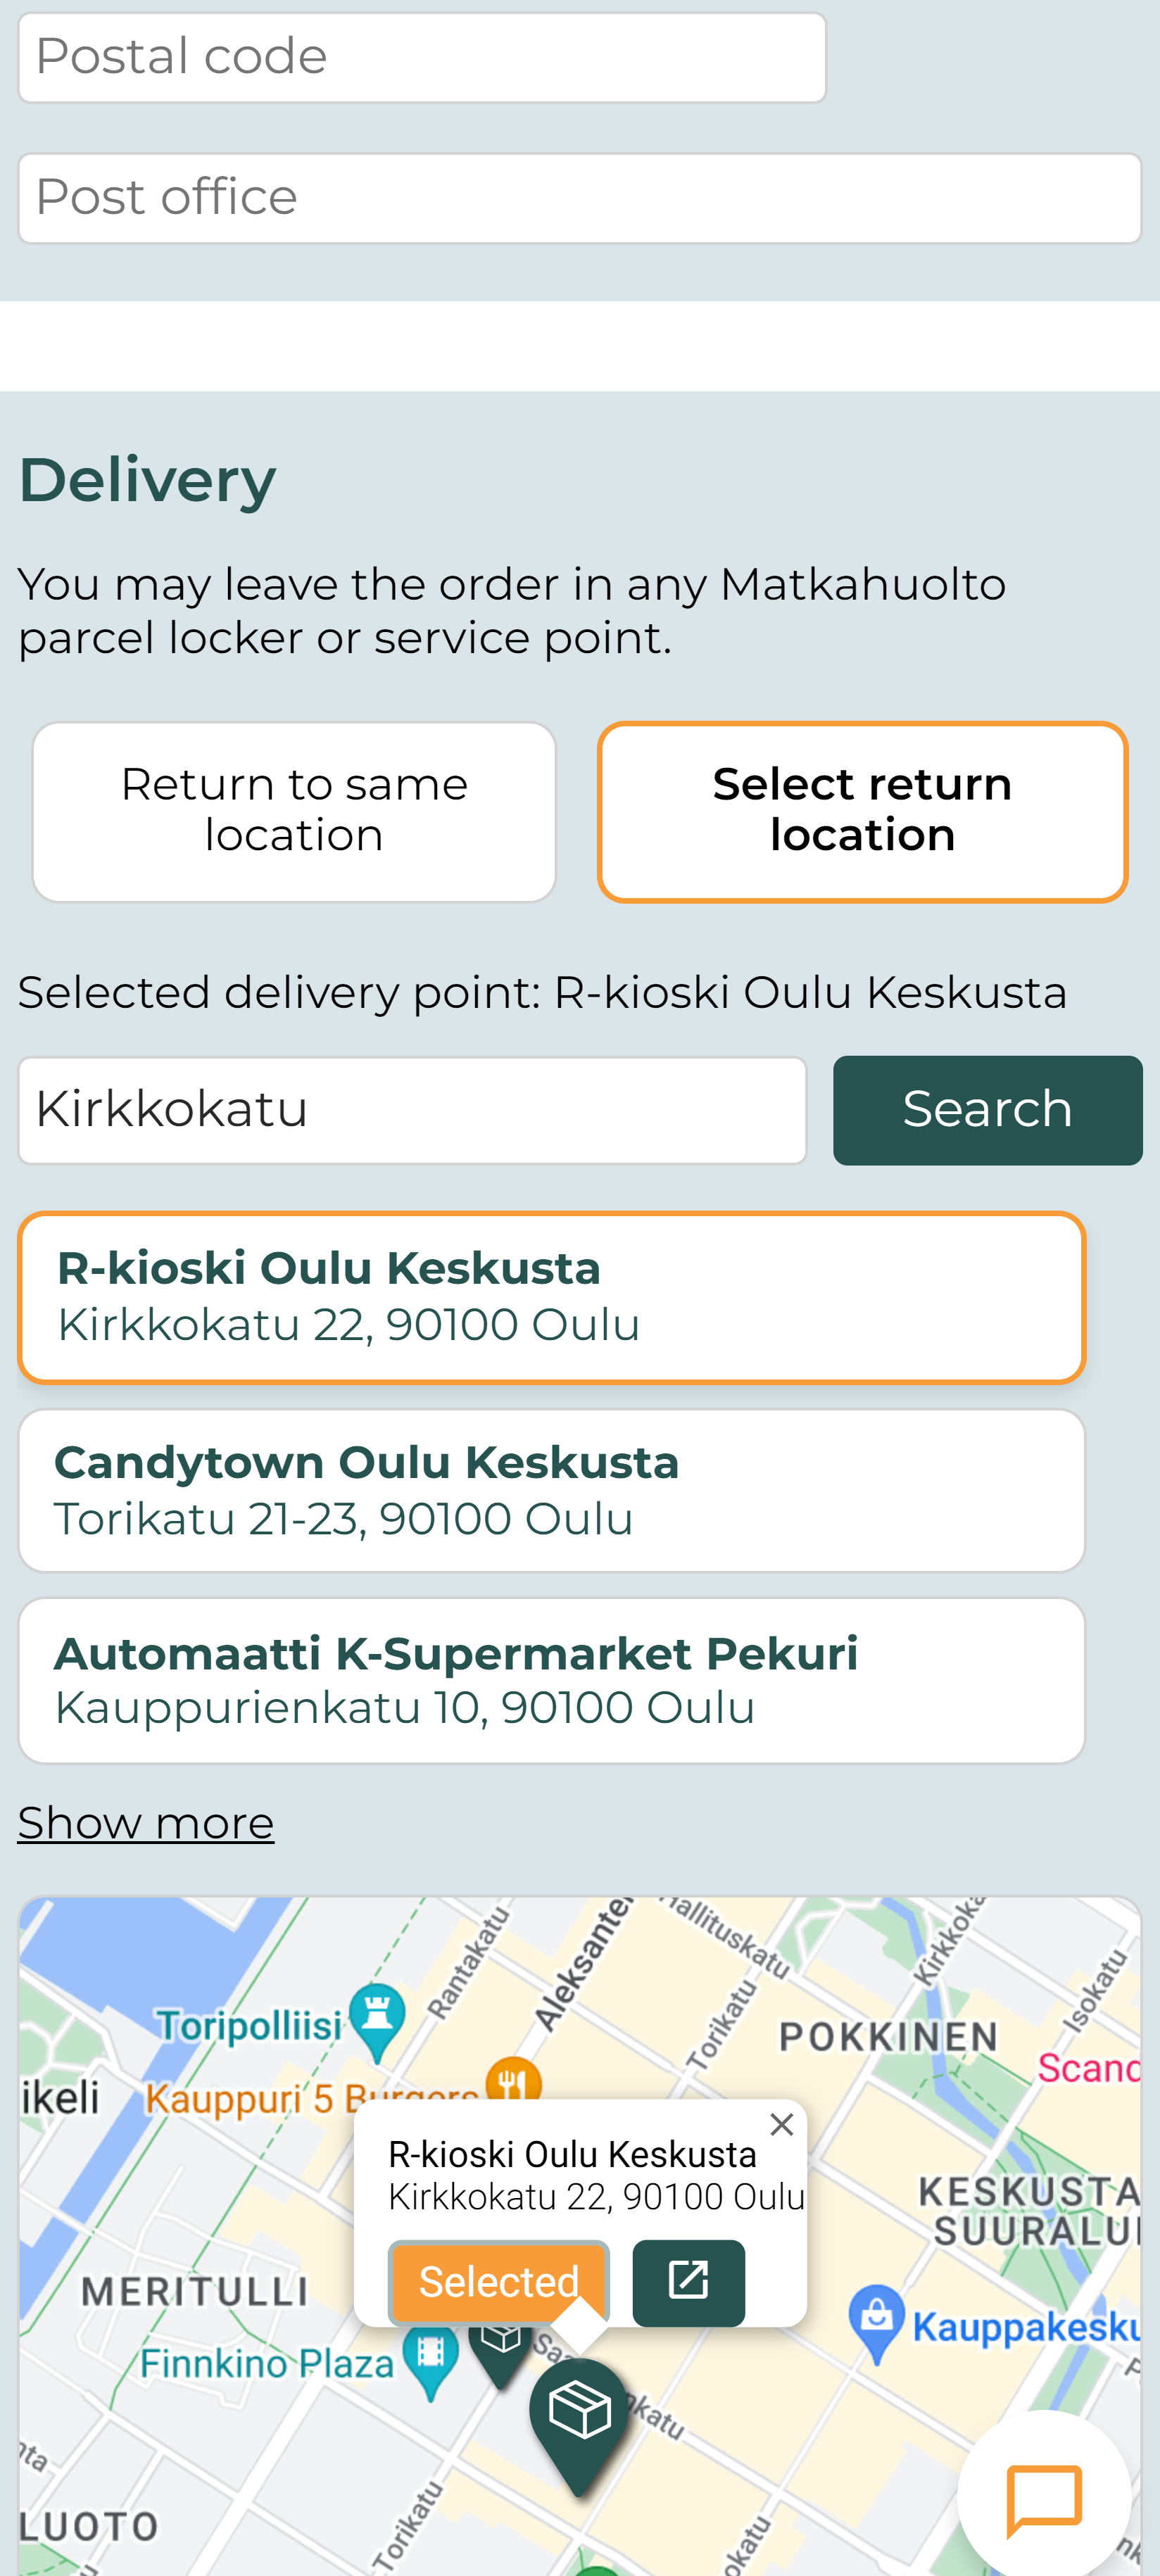 Postal code
Post office
Delivery
You may leave the order in any Matkahuolto
parcel locker or service point.
Return to same
location
Select return
location
Selected delivery point: R-kioski Oulu Keskusta
Kirkkokatu
Search
R-kioski Oulu Keskusta
Kirkkokatu 22, 90100 Oulu
Candytown Oulu Keskusta
Torikatu 21-23, 90100 Oulu
Automaatti K-Supermarket Pekuri
Kauppurienkatu 10, 90100 Oulu
Show more
Rantakatu
Aleksanter
Hallituskatu
Kirkkoka
Isokatu
Toripolliisi
Torikatu
POKKINEN
Scand
ikeli
Kauppuri 5 Burgers
R-kioski Oulu Keskusta
Kirkkokatu 22, 90100 Oulu
KESKUSTA
SUURALU
Selected
MERITULLI
Kauppakesku
Finnkino Plaza
Saa
nkatu
LUOTO
Torikatu
okatu